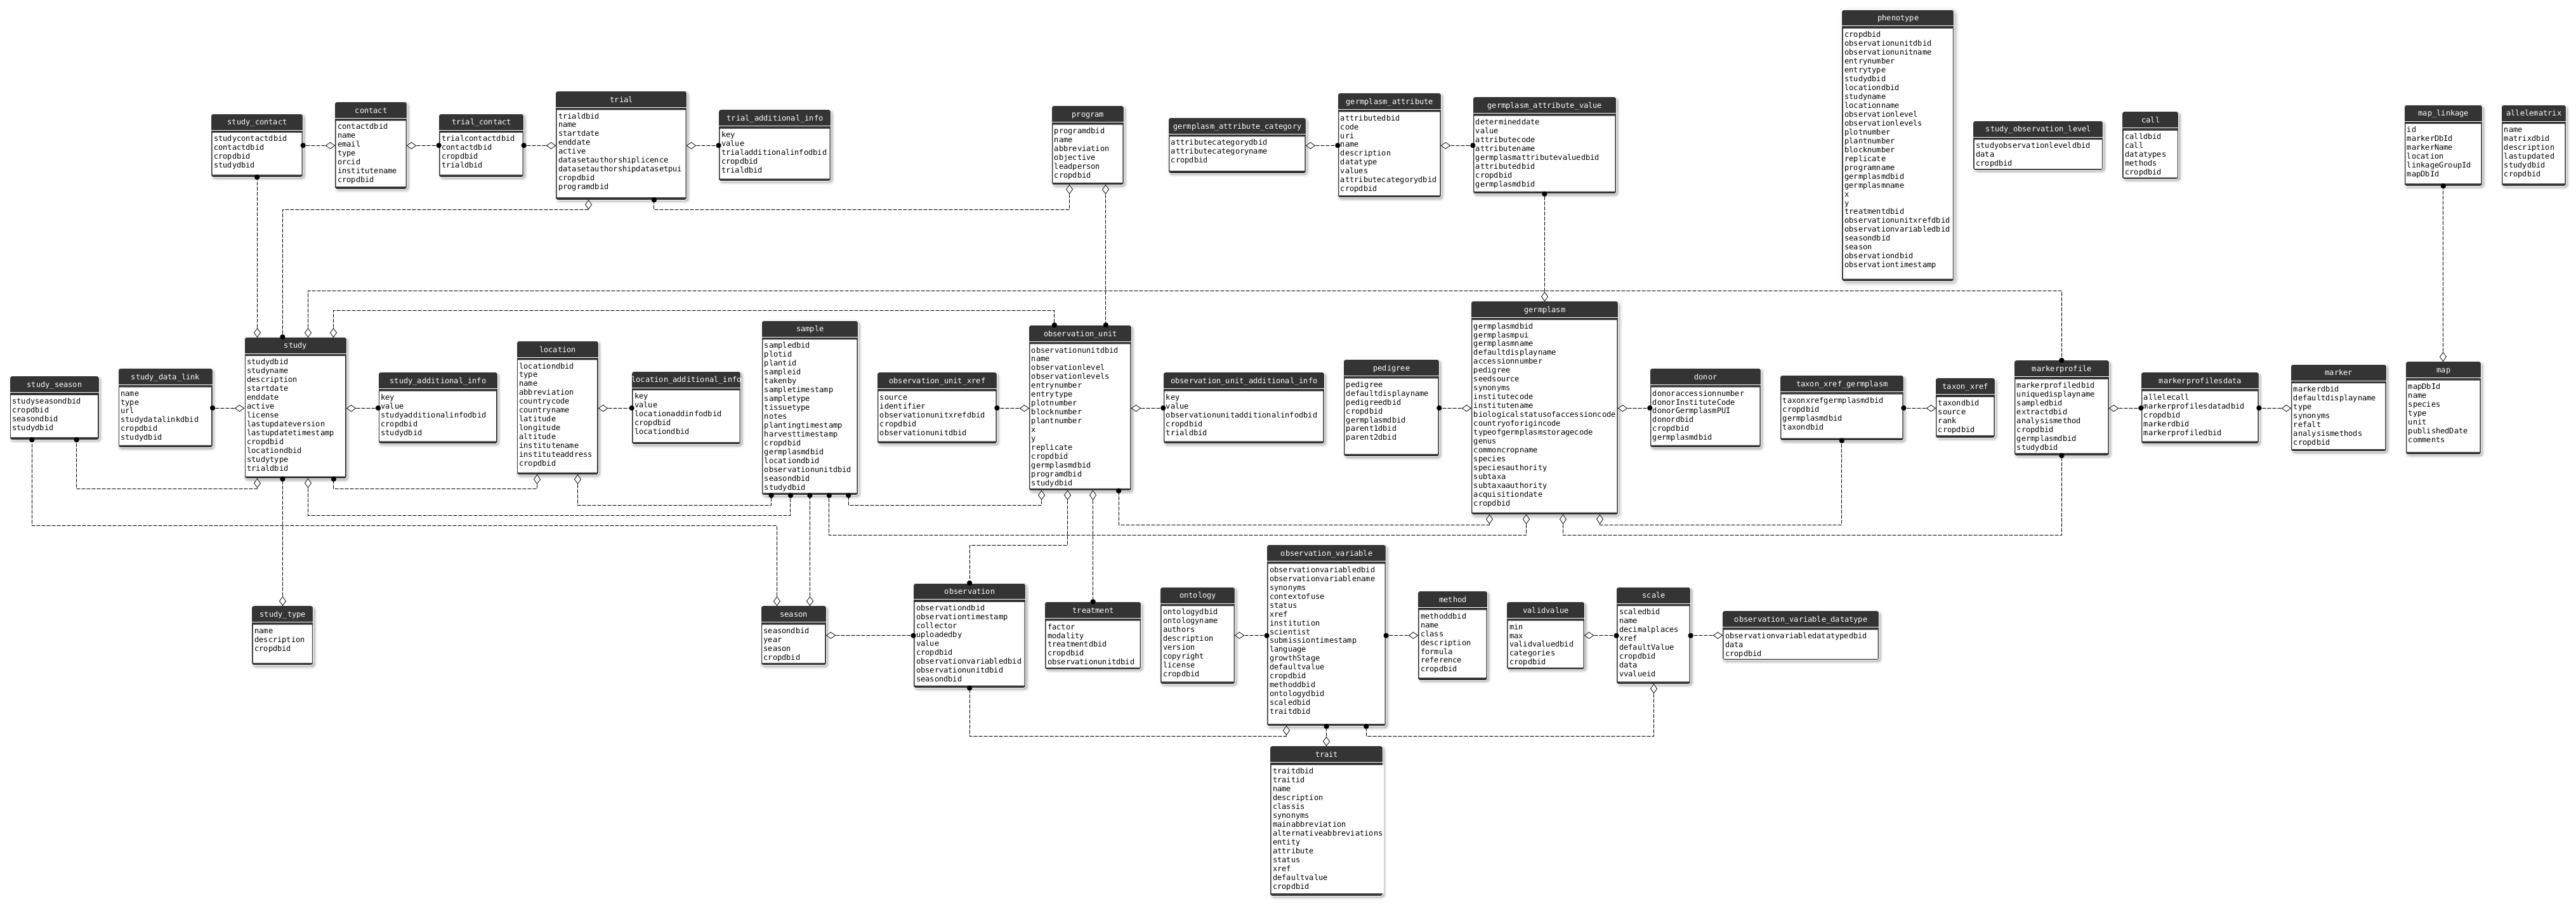 phenotype
cropdbid
observationunitdbid
observationunitname
entrynumber
entrytype
studydbid
locationdbid
studyname
locationname
observationlevel
observationlevels
plotnumber
plantnumber
blocknumber
replicate
programname
germplasmdbid
germplasmname
x
y
treatmentdbid
observationunitxrefdbid
observationvariabledbid
seasondbid
season
observationdbid
observationtimestamp
study_contact
studycontactdbid
contactdbid
cropdbid
studydbid
contact
contactdbid
name
email
type
orcid
institutename
cropdbid
trial_contact
trialcontactdbid
contactdbid
cropdbid
trialdbid
trial
trialdbid
name
startdate
enddate
active
datasetauthorshiplicence
datasetauthorshipdatasetpui
cropdbid
programdbid
trial_additional_info
key
value
trialadditionalinfodbid
cropdbid
trialdbid
program
programdbid
name
abbreviation
objective
leadperson
cropdbid
germplasm_attribute_category
attributecategorydbid
attributecategoryname
cropdbid
germplasm_attribute
attributedbid
code
uri
name
description
datatype
values
attributecategorydbid
cropdbid
germplasm_attribute_value
determineddate
value
attributecode
attributename
germplasmattributevaluedbid
attributedbid
cropdbid
germplasmdbid
study_observation_level
studyobservationleveldbid
data
cropdbid
call
calldbid
call
datatypes
methods
cropdbid
map_linkage
id
markerDbId
markerName
location
linkageGroupId
mapDbId
allelematrix
name
matrixdbid
description
lastupdated
studydbid
cropdbid
study_season
studyseasondbid
cropdbid
seasondbid
studydbid
study_data_link
name
type
url
studydatalinkdbid
cropdbid
studydbid
study
studydbid
studyname
description
startdate
enddate
active
license
lastupdateversion
lastupdatetimestamp
cropdbid
locationdbid
studytype
trialdbid
study_additional_info
key
value
studyadditionalinfodbid
cropdbid
studydbid
location
locationdbid
type
name
abbreviation
countrycode
countryname
latitude
longitude
altitude
institutename
instituteaddress
cropdbid
location_additional_info
key
value
locationaddinfodbid
cropdbid
locationdbid
sample
sampledbid
plotid
plantid
sampleid
takenby
sampletimestamp
sampletype
tissuetype
notes
plantingtimestamp
harvesttimestamp
cropdbid
germplasmdbid
locationdbid
observationunitdbid
seasondbid
studydbid
observation_unit_xref
source
identifier
observationunitxrefdbid
cropdbid
observationunitdbid
observation_unit
observationunitdbid
name
observationlevel
observationlevels
entrynumber
entrytype
plotnumber
blocknumber
plantnumber
x
y
replicate
cropdbid
germplasmdbid
programdbid
studydbid
observation_unit_additional_info
key
value
observationunitadditionalinfodbid
cropdbid
trialdbid
pedigree
pedigree
defaultdisplayname
pedigreedbid
cropdbid
germplasmdbid
parent1dbid
parent2dbid
germplasm
germplasmdbid
germplasmpui
germplasmname
defaultdisplayname
accessionnumber
pedigree
seedsource
synonyms
institutecode
institutename
biologicalstatusofaccessioncode
countryoforigincode
typeofgermplasmstoragecode
genus
commoncropname
species
speciesauthority
subtaxa
subtaxaauthority
acquisitiondate
cropdbid
donor
donoraccessionnumber
donorInstituteCode
donorGermplasmPUI
donordbid
cropdbid
germplasmdbid
taxon_xref_germplasm
taxonxrefgermplasmdbid
cropdbid
germplasmdbid
taxondbid
taxon_xref
taxondbid
source
rank
cropdbid
markerprofile
markerprofiledbid
uniquedisplayname
sampledbid
extractdbid
analysismethod
cropdbid
germplasmdbid
studydbid
markerprofilesdata
allelecall
markerprofilesdatadbid
cropdbid
markerdbid
markerprofiledbid
marker
markerdbid
defaultdisplayname
type
synonyms
refalt
analysismethods
cropdbid
map
mapDbId
name
species
type
unit
publishedDate
comments
study_type
name
description
cropdbid
season
seasondbid
year
season
cropdbid
observation
observationdbid
observationtimestamp
collector
uploadedby
value
cropdbid
observationvariabledbid
observationunitdbid
seasondbid
treatment
factor
modality
treatmentdbid
cropdbid
observationunitdbid
ontology
ontologydbid
ontologyname
authors
description
version
copyright
license
cropdbid
observation_variable
observationvariabledbid
observationvariablename
synonyms
contextofuse
status
xref
institution
scientist
submissiontimestamp
language
growthStage
defaultvalue
cropdbid
methoddbid
ontologydbid
scaledbid
traitdbid
method
methoddbid
name
class
description
formula
reference
cropdbid
validvalue
min
max
validvaluedbid
categories
cropdbid
scale
scaledbid
name
decimalplaces
xref
defaultValue
cropdbid
data
vvalueid
observation_variable_datatype
observationvariabledatatypedbid
data
cropdbid
trait
traitdbid
traitid
name
description
classis
synonyms
mainabbreviation
alternativeabbreviations
entity
attribute
status
xref
defaultvalue
cropdbid